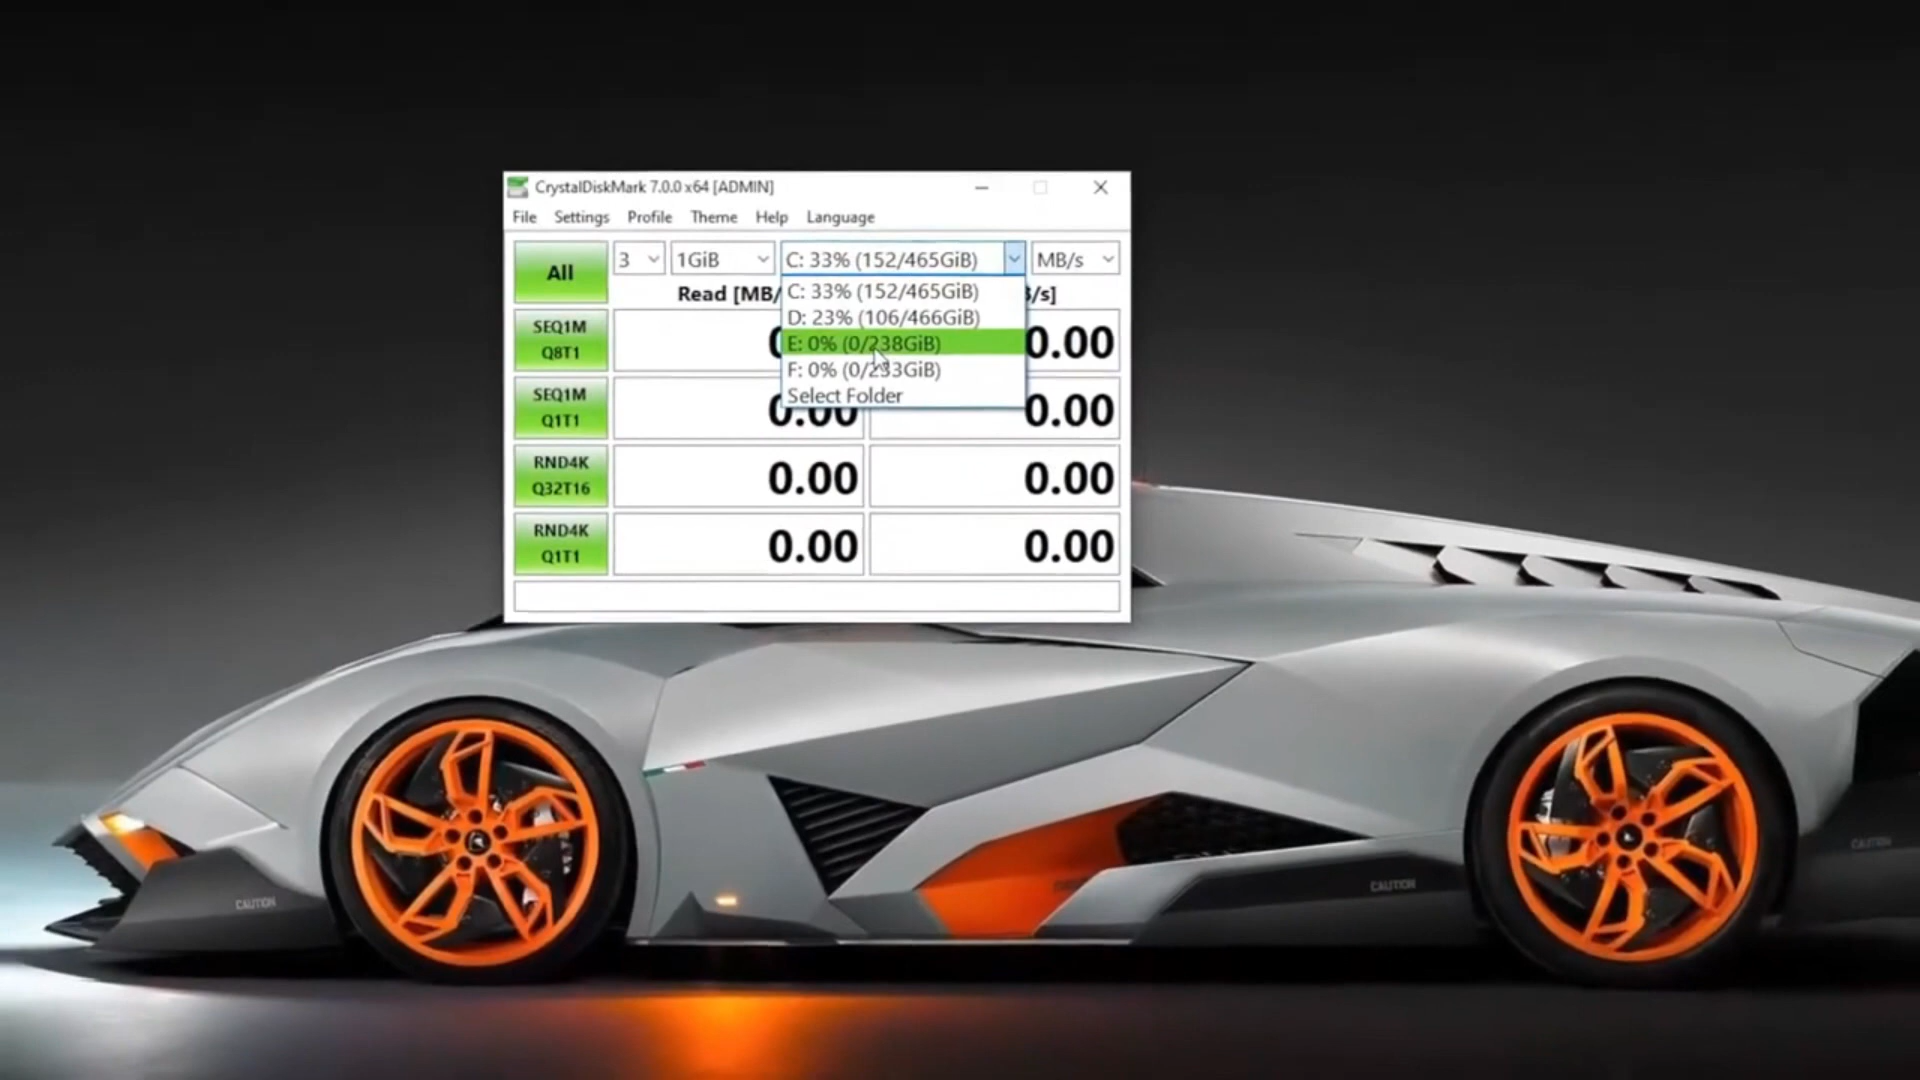 CrystalDiskMark 7.0.0 x64 [ADMIN]
File Settings Profile Theme Help Language
All 3 1GiB C: 33% (152/465GiB) MB/s
Read [MB/ B/s]
C: 33% (152/465GiB)
D: 23% (106/466GiB)
E: 0% (0/238GiB)
F: 0% (0/233GiB)
Select Folder
SEQ1M
Q8T1
0.00
SEQ1M
Q1T1
0.00 0.00
RND4K
Q32T16
0.00 0.00
RND4K
Q1T1
0.00 0.00
CAUTION
CAUTION
CAUTION